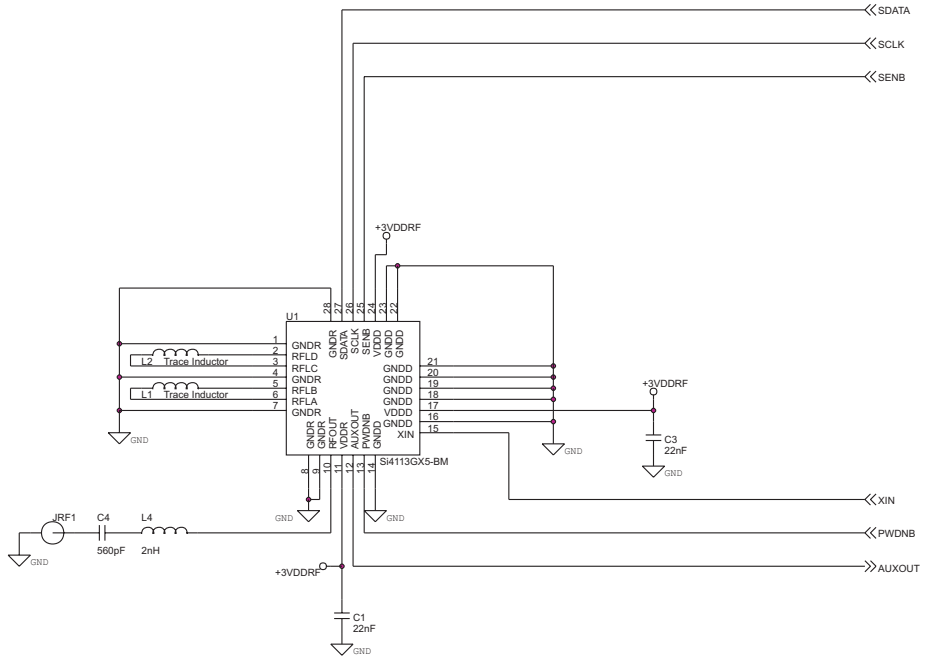 SDATA
SCLK
SENB
+3VDDRF
28
27
26
25
24
23
22
U1
GNDR
SDATA
SCLK
SENB
VDDD
GNDD
GNDD
1
GNDR
2
RFLD
L2 Trace Inductor
3
RFLC
4
GNDR
5
RFLB
L1 Trace Inductor
6
RFLA
7
GNDR
GNDD
21
GNDD
20
GNDD
19
GNDD
18
VDDD
17
GNDD
16
XIN
15
+3VDDRF
C3
22nF
GND
GND
GND
GNDR
GNDR
RFOUT
VDDR
AUXOUT
PWDNB
GNDD
Si4113GX5-BM
8
9
10
11
12
13
14
GND
GND
XIN
JRF1
C4
L4
560pF
2nH
GND
PWDNB
+3VDDRF
AUXOUT
C1
22nF
GND